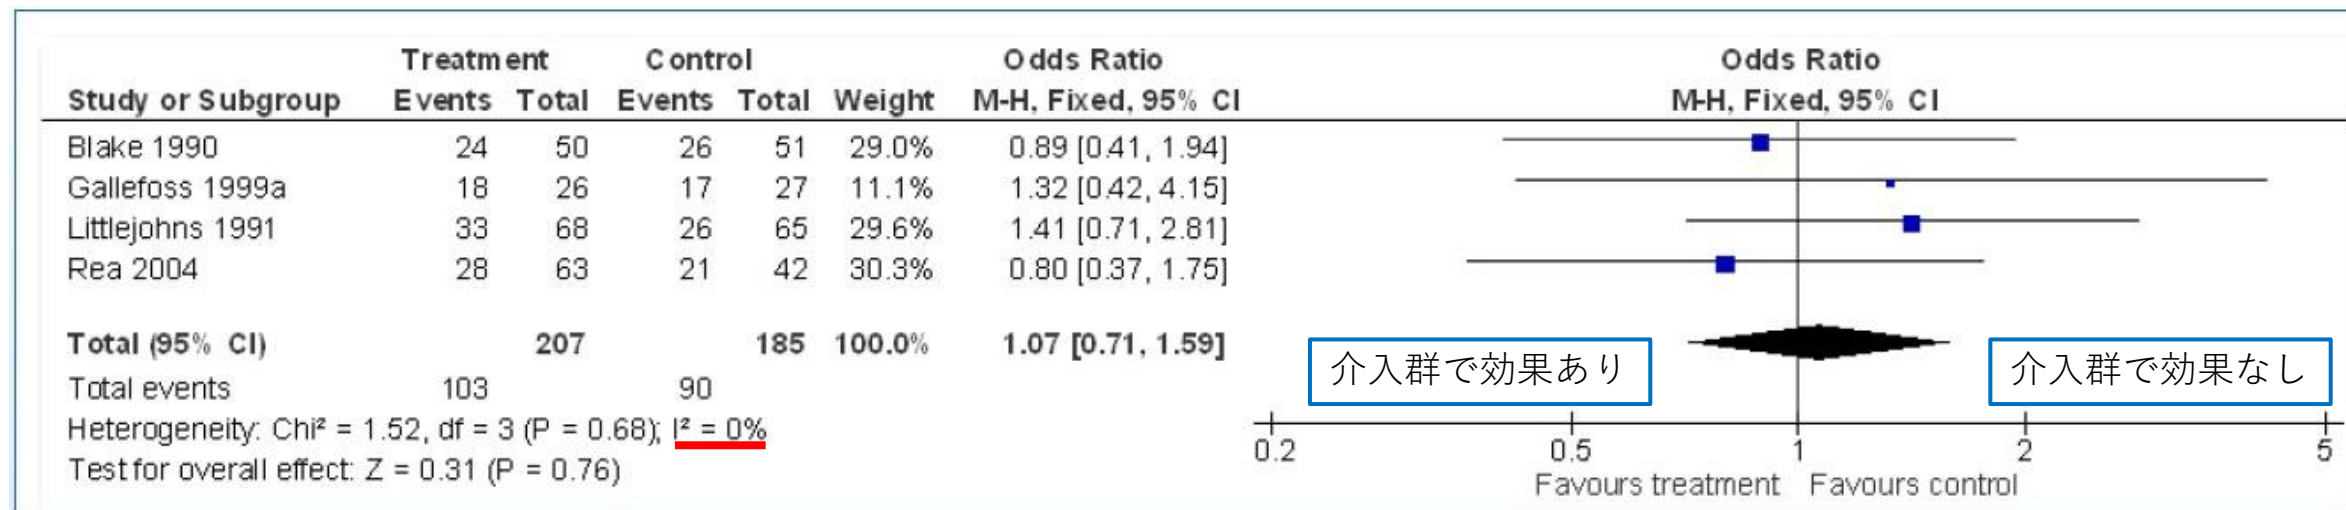 Treatment Control Odds Ratio Odds Ratio
Study or Subgroup Events Total Events Total Weight M-H, Fixed, 95% CI M-H, Fixed, 95% CI
Blake 1990 24 50 26 51 29.0% 0.89 [0.41, 1.94]
Gallefoss 1999a 18 26 17 27 11.1% 1.32 [0.42, 4.15]
Littlejohns 1991 33 68 26 65 29.6% 1.41 [0.71, 2.81]
Rea 2004 28 63 21 42 30.3% 0.80 [0.37, 1.75]
Total (95% CI) 207 185 100.0% 1.07 [0.71, 1.59]
介入群で効果あり 介入群で効果なし
Total events 103 90
Heterogeneity: Chi² = 1.52, df = 3 (P = 0.68); I² = 0%
Test for overall effect: Z = 0.31 (P = 0.76)
0.2 0.5 1 2 5
Favours treatment Favours control